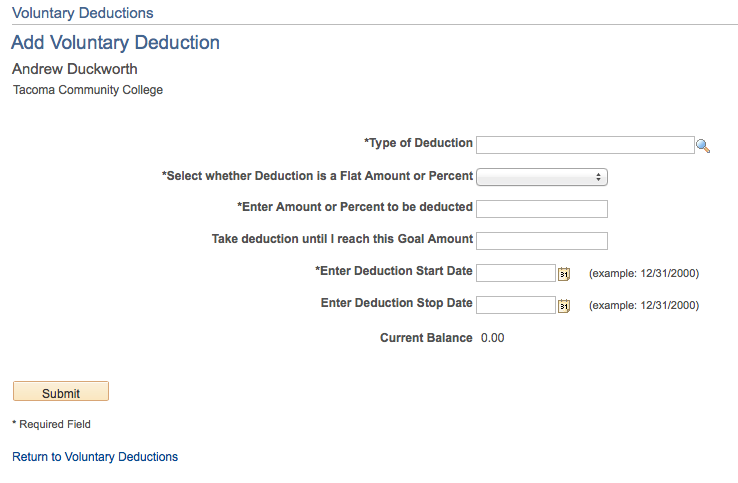 Voluntary Deductions
Add Voluntary Deduction
Andrew Duckworth
Tacoma Community College
*Type of Deduction
*Select whether Deduction is a Flat Amount or Percent
*Enter Amount or Percent to be deducted
Take deduction until I reach this Goal Amount
*Enter Deduction Start Date 31 (example: 12/31/2000)
Enter Deduction Stop Date 31 (example: 12/31/2000)
Current Balance 0.00
Submit
* Required Field
Return to Voluntary Deductions